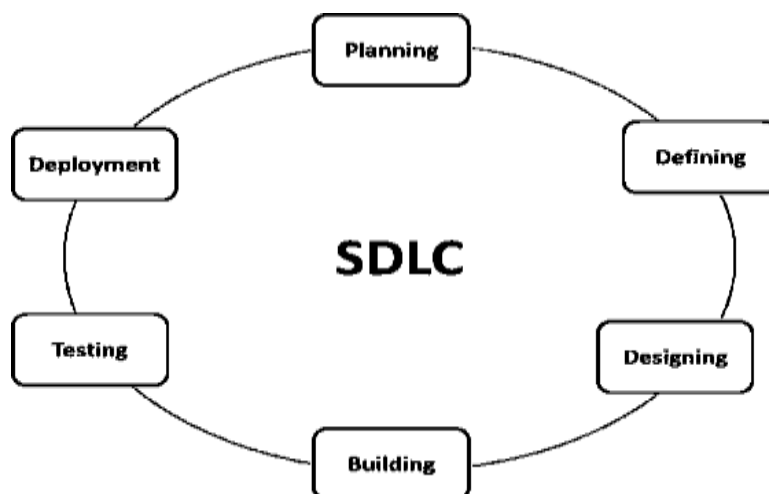 Planning
Defining
Designing
Building
Testing
Deployment
SDLC